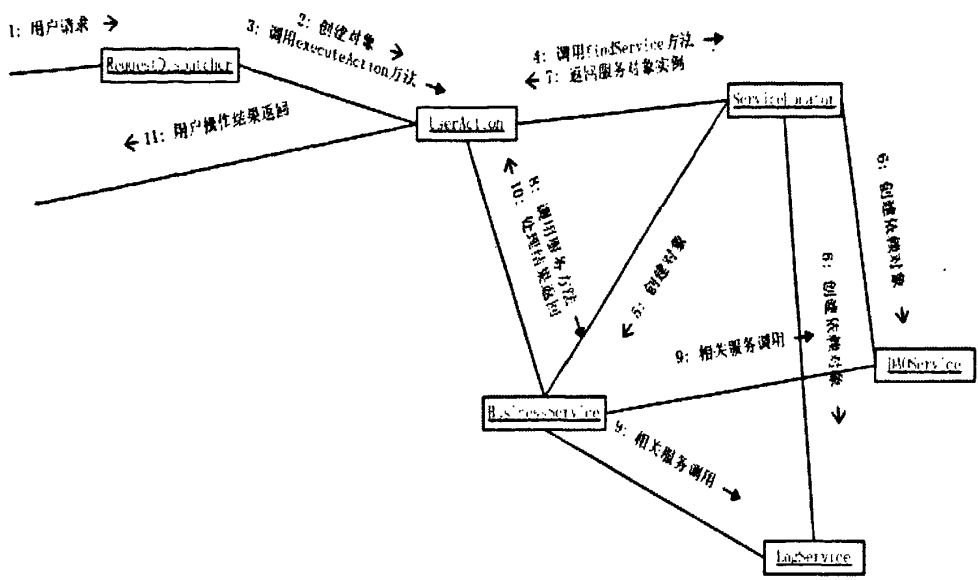 1: 用户请求
2: 创建对象
3: 调用executeAction方法
4: 调用findService方法
7: 返回服务对象实例
RequestDispatcher
ServiceLocator
UserAction
11: 用户操作结果返回
8: 调用服务方法
10: 处理结果返回
5: 创建对象
6: 创建依赖对象
6: 创建依赖对象
9: 相关服务调用
DAOService
BusinessService
9: 相关服务调用
LogService